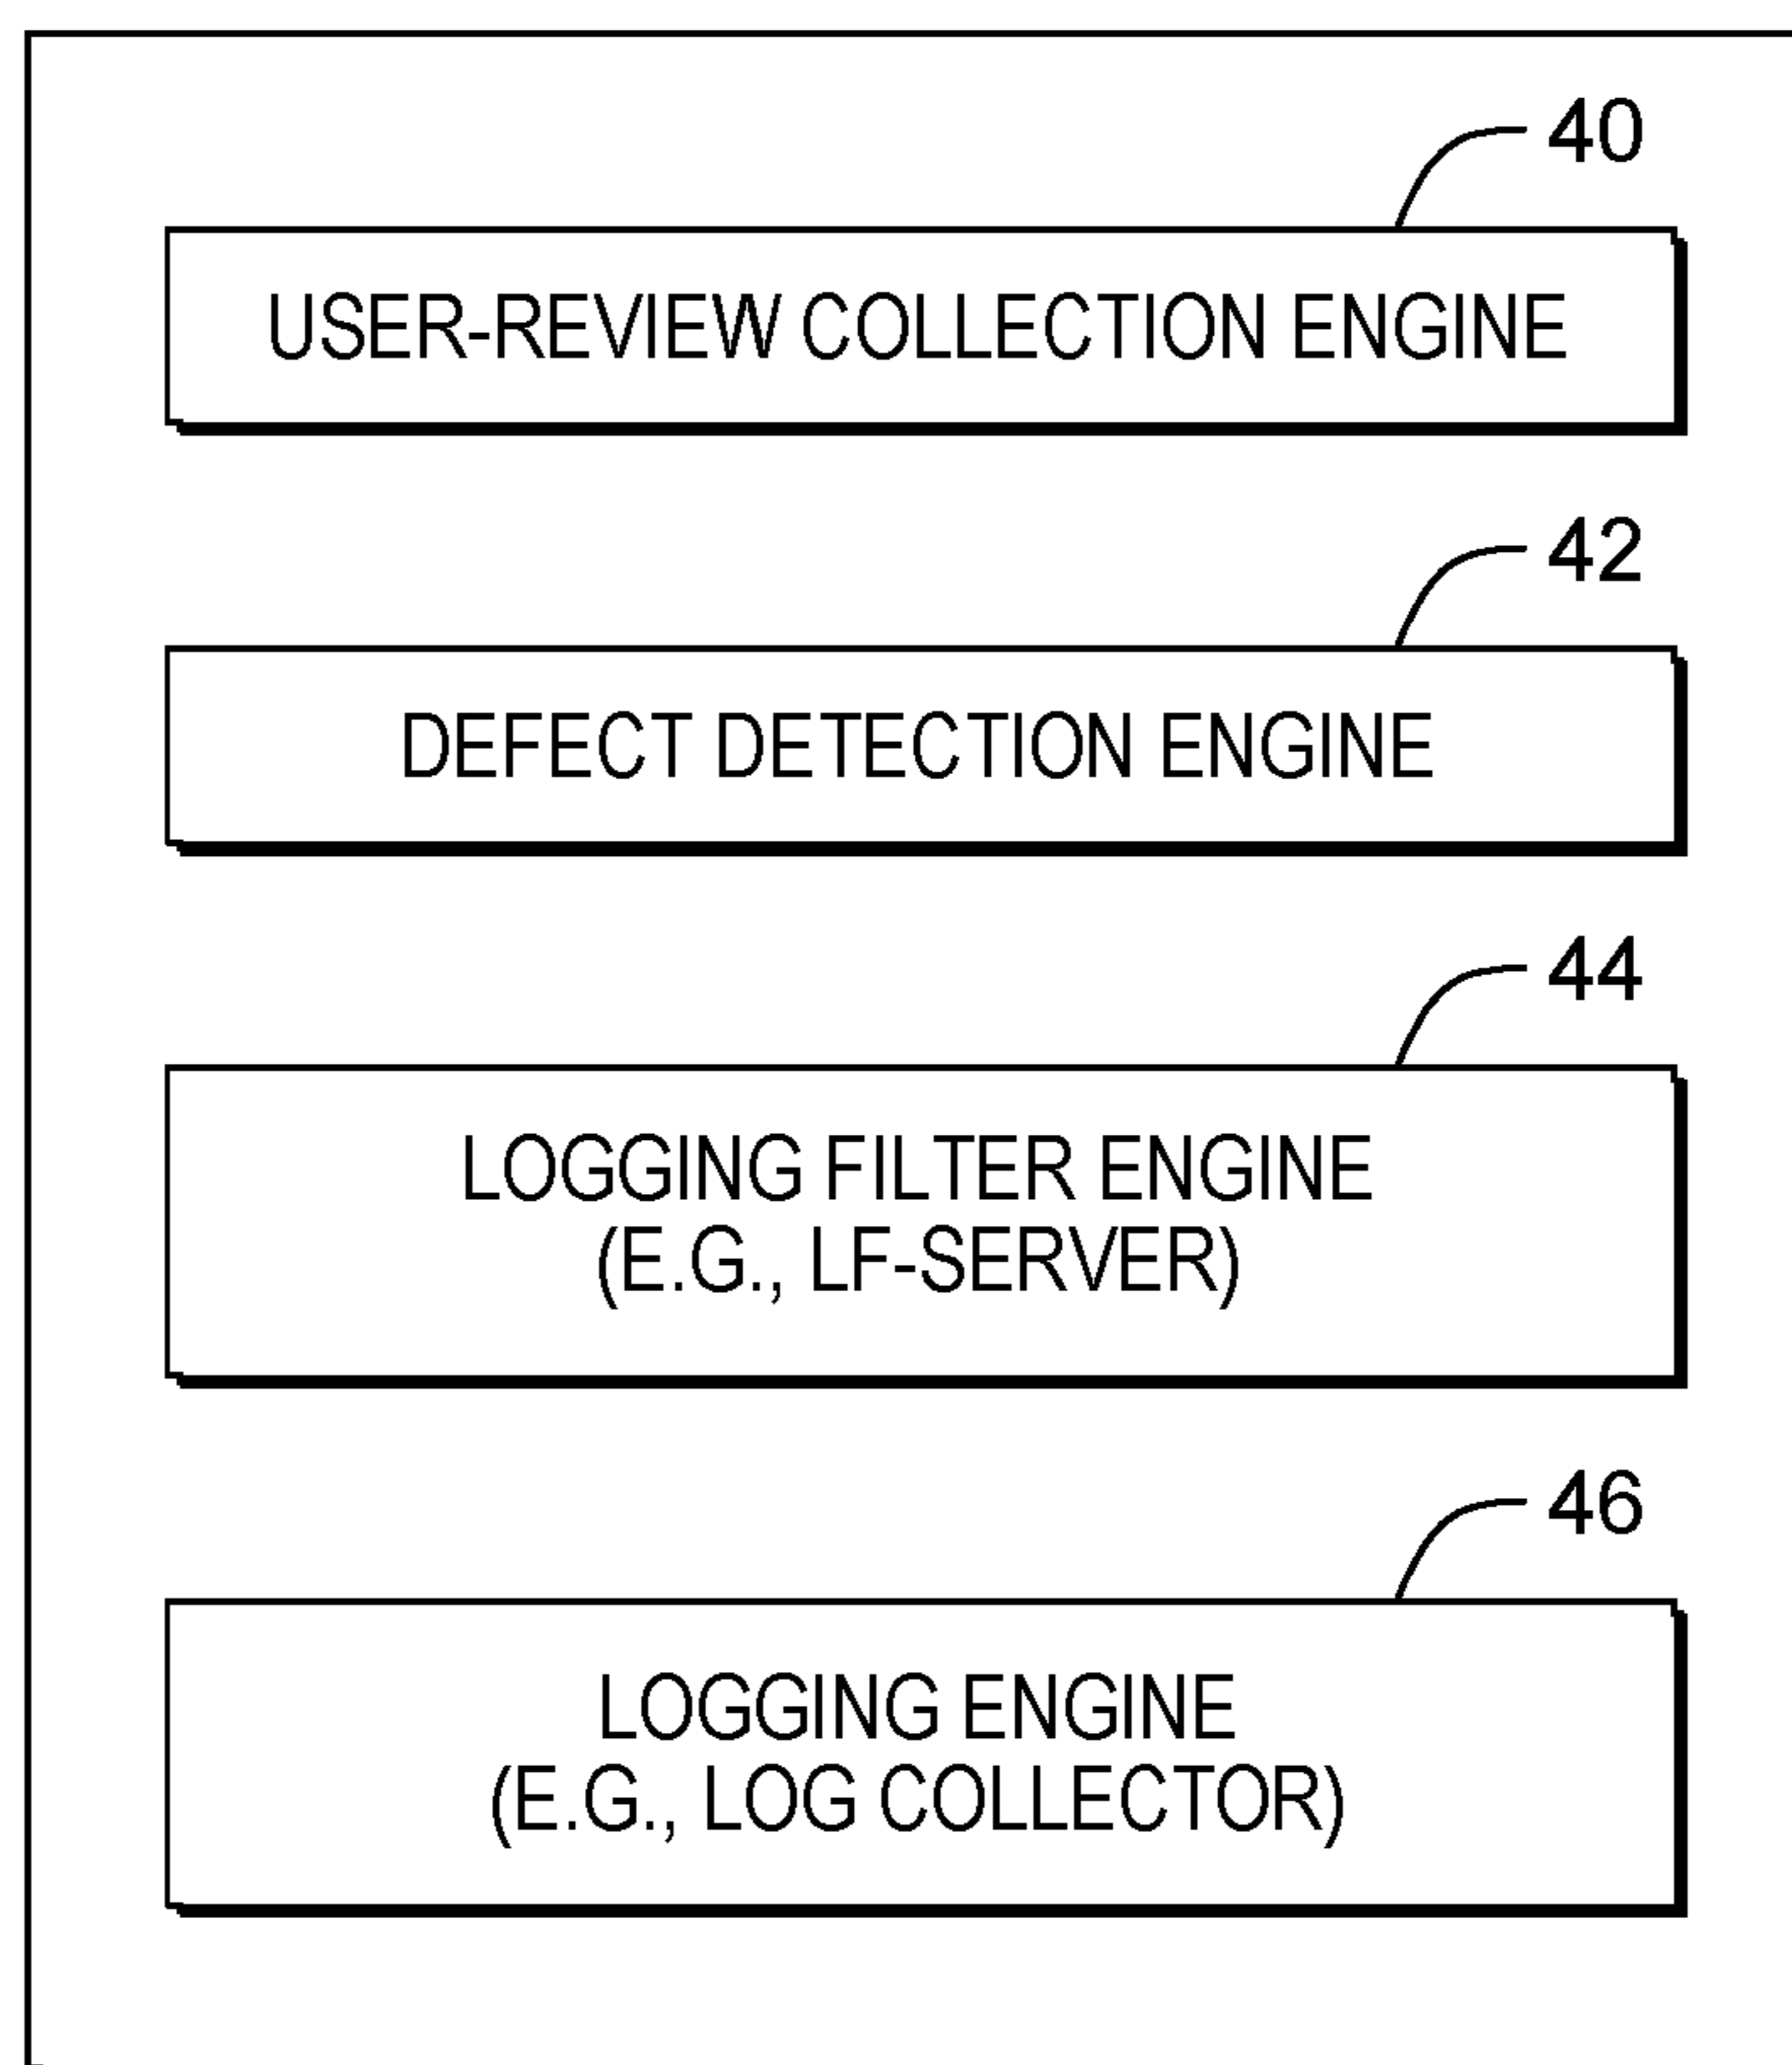 40
USER-REVIEW COLLECTION ENGINE
42
DEFECT DETECTION ENGINE
44
LOGGING FILTER ENGINE
(E.G., LF-SERVER)
46
LOGGING ENGINE
(E.G., LOG COLLECTOR)